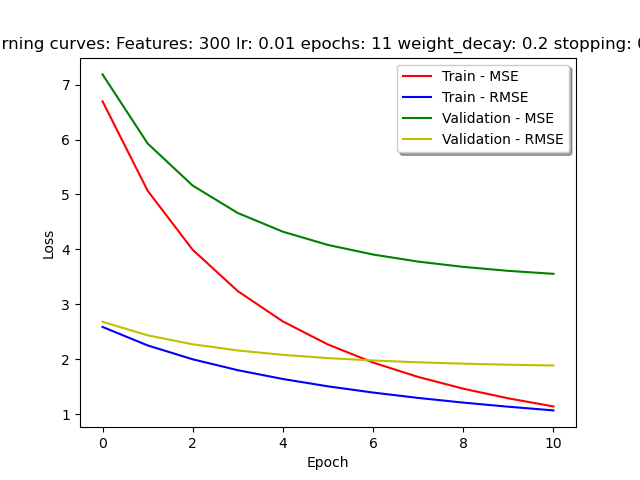 rning curves: Features: 300 lr: 0.01 epochs: 11 weight_decay: 0.2 stopping:
Train - MSE
Train - RMSE
Validation - MSE
Validation - RMSE
7
6
5
4
3
2
1
Loss
0 2 4 6 8 10
Epoch